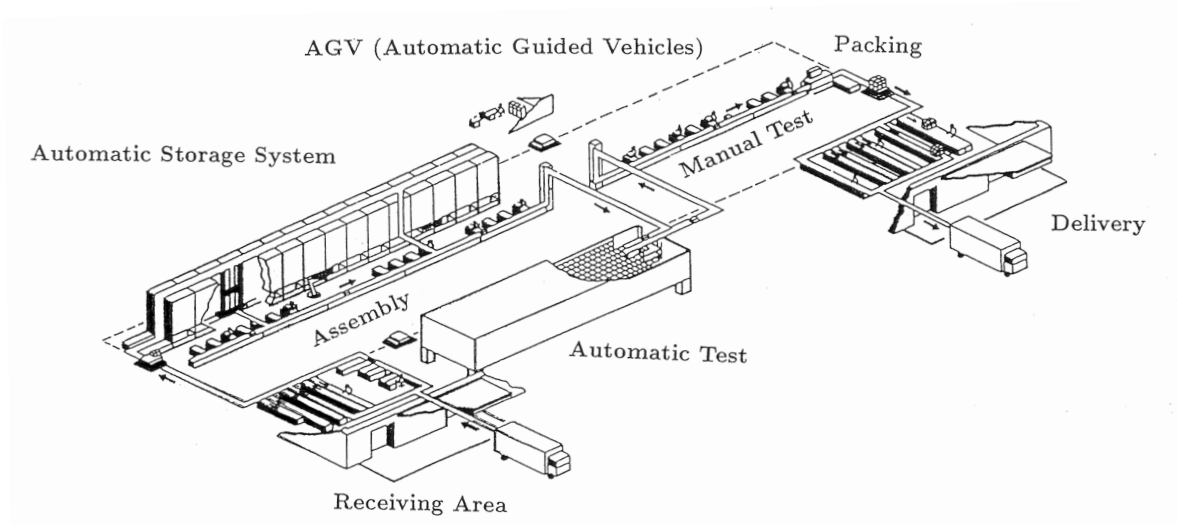 AGV (Automatic Guided Vehicles)
Packing
Manual Test
Automatic Storage System
Delivery
Assembly
Automatic Test
Receiving Area